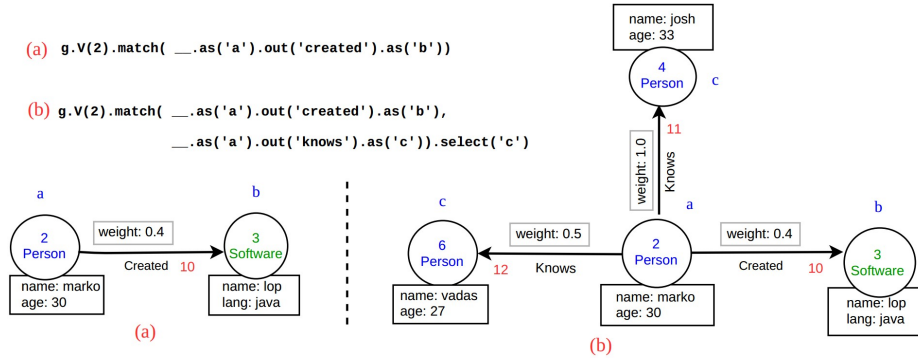 (a) g.V(2).match( __.as('a').out('created').as('b'))
(b) g.V(2).match( __.as('a').out('created').as('b'),
__.as('a').out('knows').as('c')).select('c')
a
b
2
Person
weight: 0.4
Created 10
3
Software
name: marko
age: 30
name: lop
lang: java
(a)
name: josh
age: 33
4
Person
c
11
weight: 1.0
Knows
c
6
Person
weight: 0.5
12 Knows
name: vadas
age: 27
a
2
Person
name: marko
age: 30
weight: 0.4
Created 10
b
3
Software
name: lop
lang: java
(b)